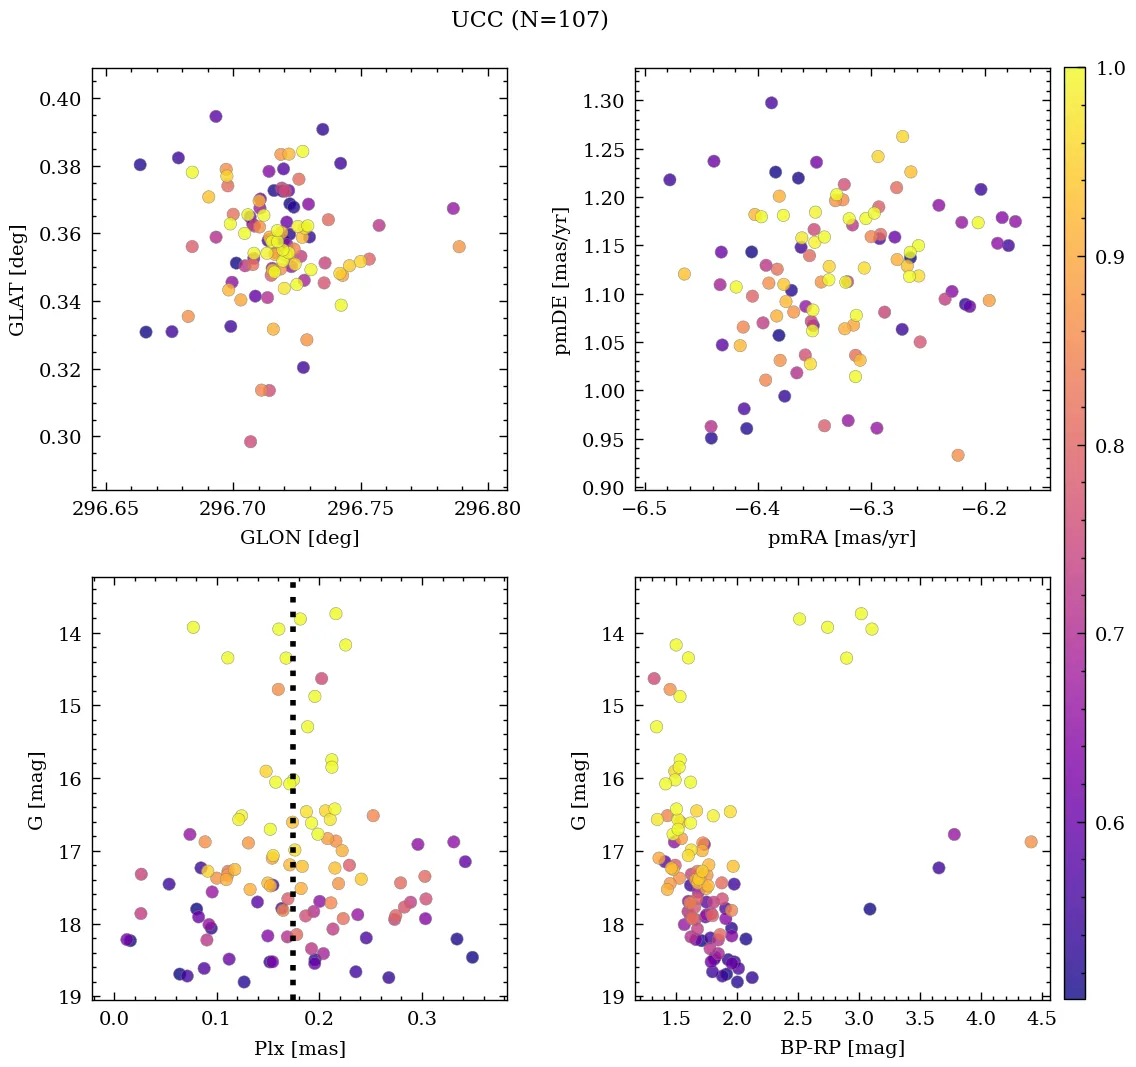 UCC (N=107)
0.40
0.38
0.36
0.34
0.32
0.30
GLAT [deg]
296.65 296.70 296.75 296.80
GLON [deg]
1.30
1.25
1.20
1.15
1.10
1.05
1.00
0.95
0.90
pmDE [mas/yr]
−6.5 −6.4 −6.3 −6.2
pmRA [mas/yr]
1.0
0.9
0.8
0.7
0.6
14
15
16
17
18
19
G [mag]
0.0 0.1 0.2 0.3
Plx [mas]
14
15
16
17
18
19
G [mag]
1.5 2.0 2.5 3.0 3.5 4.0 4.5
BP-RP [mag]